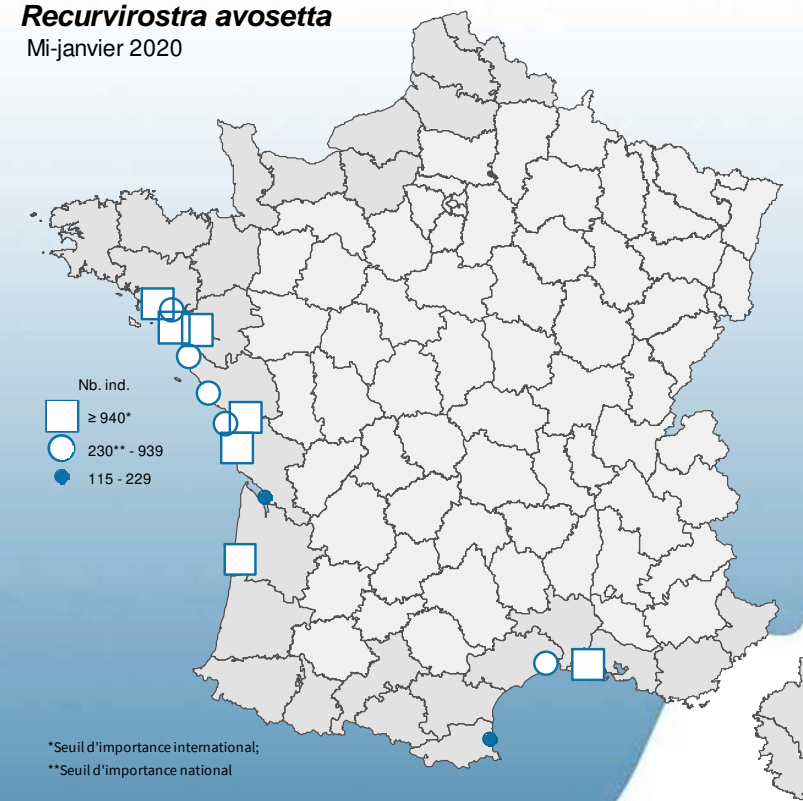 Recurvirostra avosetta
Mi-janvier 2020
Nb. ind.
≥ 940*
230** - 939
115 - 229
*Seuil d'importance international;
**Seuil d'importance national